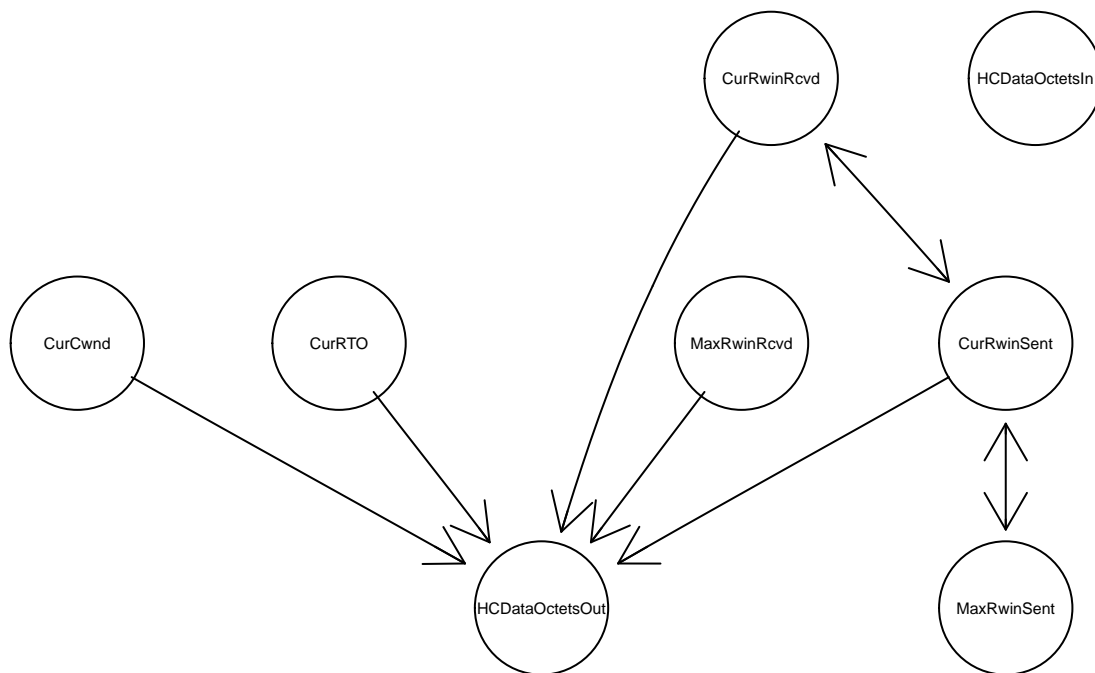 CurRwinRcvd
HCDataOctetsIn
CurCwnd
CurRTO
MaxRwinRcvd
CurRwinSent
HCDataOctetsOut
MaxRwinSent